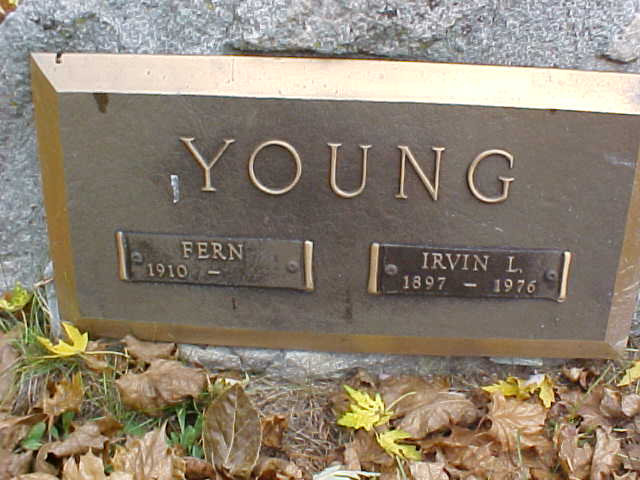 YOUNG
FERN
1910 –
IRVIN L.
1897 – 1976